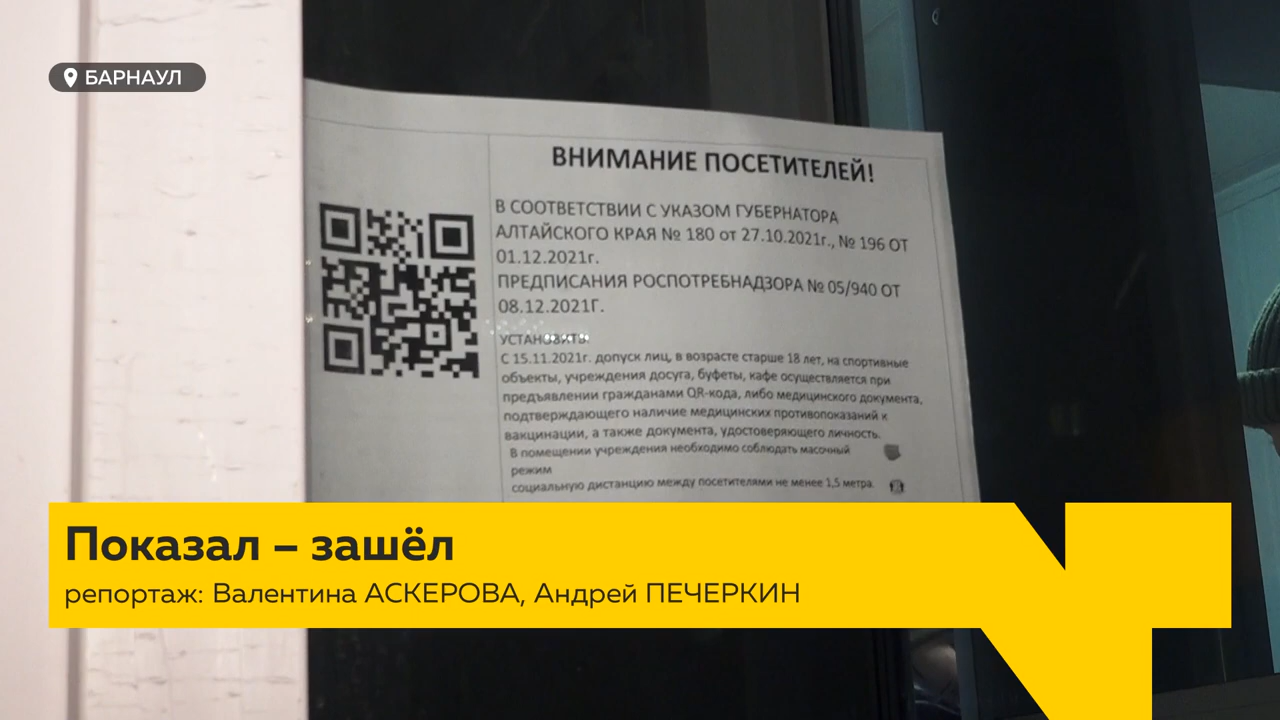 БАРНАУЛ
ВНИМАНИЕ ПОСЕТИТЕЛЕЙ!
В СООТВЕТСТВИИ С УКАЗОМ ГУБЕРНАТОРА
АЛТАЙСКОГО КРАЯ № 180 от 27.10.2021г., № 196 ОТ
01.12.2021г.
ПРЕДПИСАНИЯ РОСПОТРЕБНАДЗОРА № 05/940 ОТ
08.12.2021Г.
УСТАНОВИТЬ
С 15.11.2021г. допуск лиц, в возрасте старше 18 лет, на спортивные
объекты, учреждения досуга, буфеты, кафе осуществляется при
предъявлении гражданами QR-кода, либо медицинского документа,
подтверждающего наличие медицинских противопоказаний к
вакцинации, а также документа, удостоверяющего личность.
В помещении учреждения необходимо соблюдать масочный
режим
социальную дистанцию между посетителями не менее 1,5 метра.
Показал – зашёл
репортаж: Валентина АСКЕРОВА, Андрей ПЕЧЕРКИН